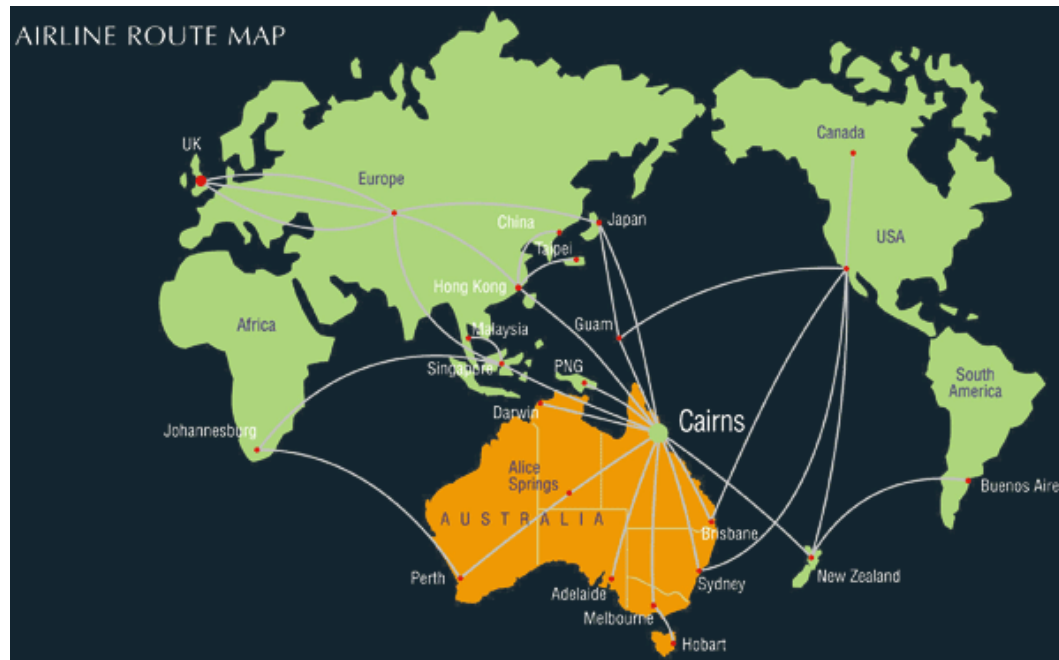 AIRLINE ROUTE MAP
Canada
UK
Europe
China
Japan
USA
Taipei
Hong Kong
Africa
Guam
Malaysia
Singapore
PNG
South
America
Darwin
Cairns
Johannesburg
Alice
Springs
Buenos Aire
AUSTRALIA
Brisbane
Perth
New Zealand
Sydney
Adelaide
Melbourne
Hobart